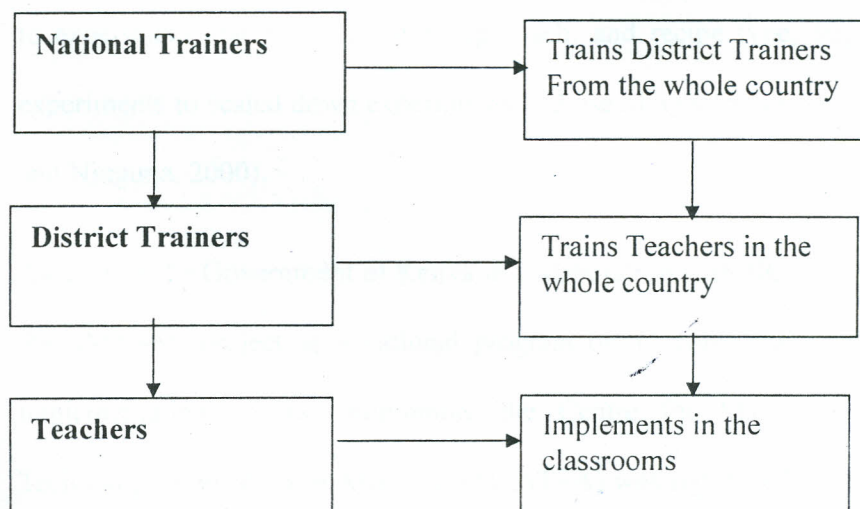 National Trainers
Trains District Trainers
From the whole country
District Trainers
Trains Teachers in the
whole country
Teachers
Implements in the
classrooms